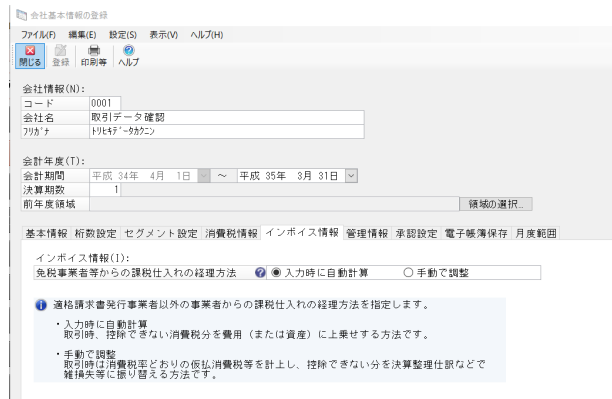 会社基本情報の登録
ファイル(F) 編集(E) 設定(S) 表示(V) ヘルプ(H)
閉じる 登録 印刷等 ヘルプ
会社情報(N):
コード 0001
会社名 取引データ確認
フリガナ トリヒキデータカクニン
会計年度(T):
会計期間 平成 34年 4月 1日 ～ 平成 35年 3月 31日
決算期数 1
前年度領域 領域の選択...
基本情報 桁数設定 セグメント設定 消費税情報 インボイス情報 管理情報 承認設定 電子帳簿保存 月度範囲
インボイス情報(I):
免税事業者等からの課税仕入れの経理方法 ? 入力時に自動計算 手動で調整
適格請求書発行事業者以外の事業者からの課税仕入れの経理方法を指定します。
・入力時に自動計算
取引時、控除できない消費税分を費用（または資産）に上乗せする方法です。
・手動で調整
取引時は消費税率どおりの仮払消費税等を計上し、控除できない分を決算整理仕訳などで
雑損失等に振り替える方法です。